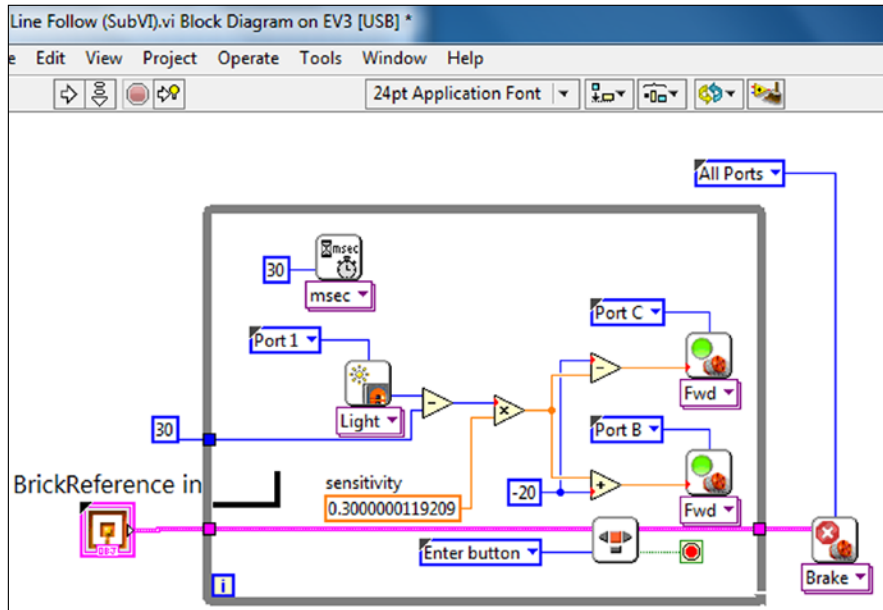 Line Follow (SubVI).vi Block Diagram on EV3 [USB] *
e Edit View Project Operate Tools Window Help
24pt Application Font
All Ports
msec
30
msec
Port C
Port 1
Fwd
Light
Port B
30
sensitivity
BrickReference in
0.3000000119209
-20
Fwd
OBJ
Enter button
i
Brake